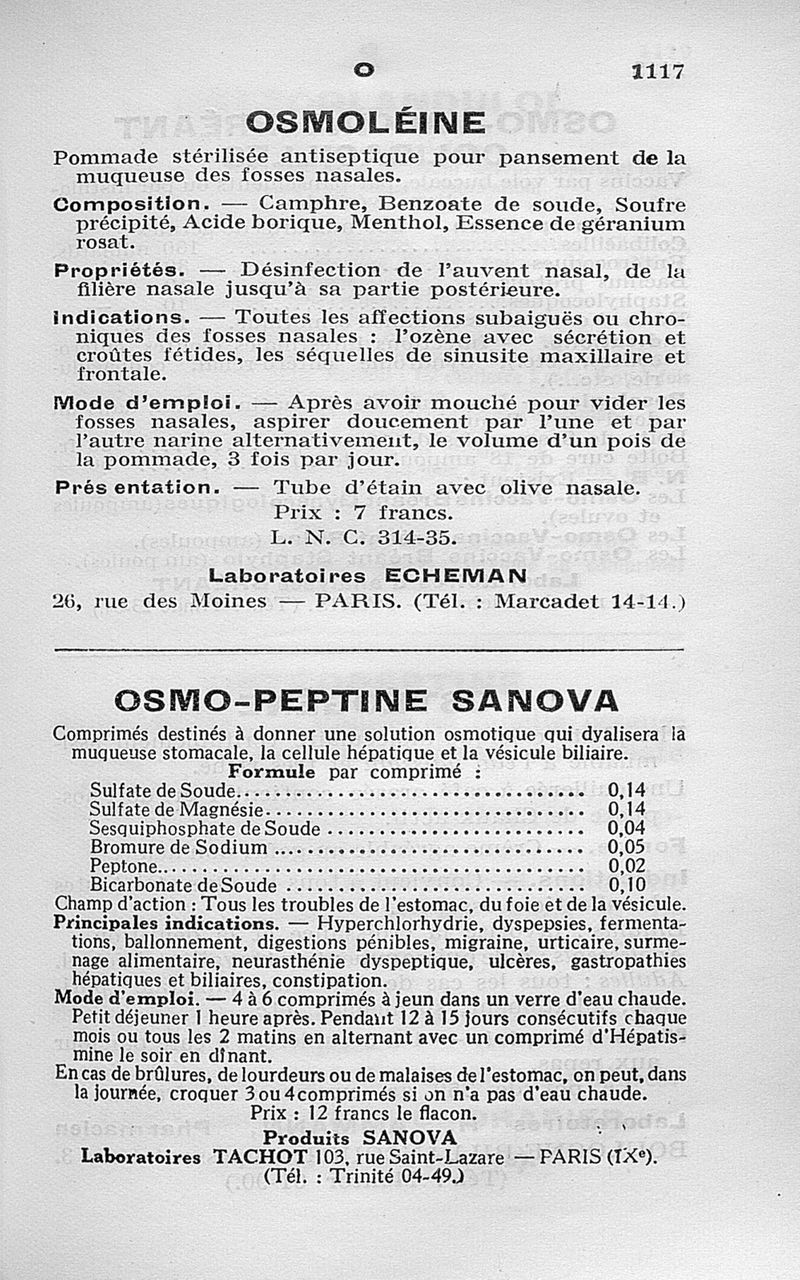 O 1117
OSMOLÉINE
Pommade stérilisée antiseptique pour pansement de la
muqueuse des fosses nasales.
Composition. — Camphre, Benzoate de soude, Soufre
précipité, Acide borique, Menthol, Essence de géranium
rosat.
Propriétés. — Désinfection de l'auvent nasal, de la
filière nasale jusqu'à sa partie postérieure.
Indications. — Toutes les affections subaiguës ou chro-
niques des fosses nasales : l'ozène avec sécrétion et
croûtes fétides, les séquelles de sinusite maxillaire et
frontale.
Mode d'emploi. — Après avoir mouché pour vider les
fosses nasales, aspirer doucement par l'une et par
l'autre narine alternativement, le volume d'un pois de
la pommade, 3 fois par jour.
Présentation. — Tube d'étain avec olive nasale.
Prix : 7 francs.
L. N. C. 314-35.
Laboratoires ECHEMAN
26, rue des Moines — PARIS. (Tél. : Marcadet 14-14.)
OSMO-PEPTINE SANOVA
Comprimés destinés à donner une solution osmotique qui dyalisera la
muqueuse stomacale, la cellule hépatique et la vésicule biliaire.
Formule par comprimé :
Sulfate de Soude.................................. 0,14
Sulfate de Magnésie.............................. 0,14
Sesquiphosphate de Soude ........................ 0,04
Bromure de Sodium .............................. 0,05
Peptone.......................................... 0,02
Bicarbonate de Soude ............................ 0,10
Champ d'action : Tous les troubles de l'estomac, du foie et de la vésicule.
Principales indications. — Hyperchlorhydrie, dyspepsies, fermenta-
tions, ballonnement, digestions pénibles, migraine, urticaire, surme-
nage alimentaire, neurasthénie dyspeptique, ulcères, gastropathies
hépatiques et biliaires, constipation.
Mode d'emploi. — 4 à 6 comprimés à jeun dans un verre d'eau chaude.
Petit déjeuner 1 heure après. Pendant 12 à 15 jours consécutifs chaque
mois ou tous les 2 matins en alternant avec un comprimé d'Hépatis-
mine le soir en dînant.
En cas de brûlures, de lourdeurs ou de malaises de l'estomac, on peut, dans
la journée, croquer 3 ou 4 comprimés si on n'a pas d'eau chaude.
Prix : 12 francs le flacon.
Produits SANOVA
Laboratoires TACHOT 103, rue Saint-Lazare — PARIS (IXe).
(Tél. : Trinité 04-49.)